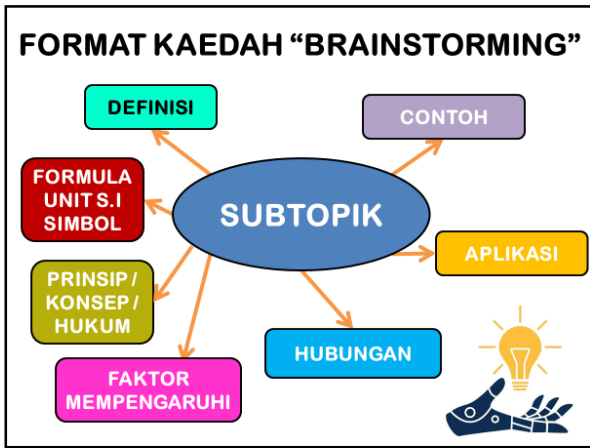 FORMAT KAEDAH “BRAINSTORMING”
DEFINISI
CONTOH
FORMULA
UNIT S.I
SIMBOL
SUBTOPIK
APLIKASI
PRINSIP /
KONSEP /
HUKUM
HUBUNGAN
FAKTOR
MEMPENGARUHI